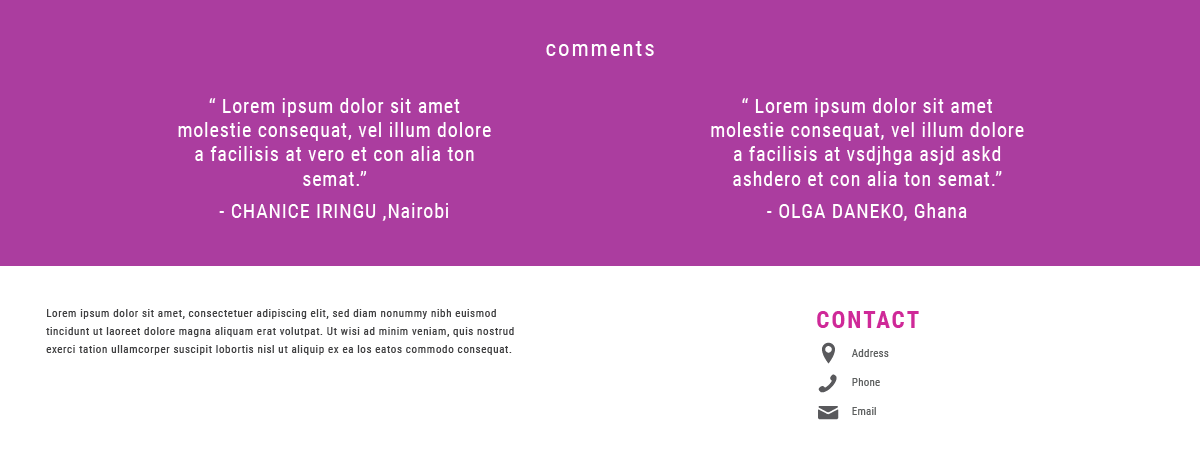 comments
“ Lorem ipsum dolor sit amet
molestie consequat, vel illum dolore
a facilisis at vero et con alia ton
semat.”
- CHANICE IRINGU ,Nairobi
“ Lorem ipsum dolor sit amet
molestie consequat, vel illum dolore
a facilisis at vsdjhga asjd askd
ashdero et con alia ton semat.”
- OLGA DANEKO, Ghana
Lorem ipsum dolor sit amet, consectetuer adipiscing elit, sed diam nonummy nibh euismod
tincidunt ut laoreet dolore magna aliquam erat volutpat. Ut wisi ad minim veniam, quis nostrud
exerci tation ullamcorper suscipit lobortis nisl ut aliquip ex ea los eatos commodo consequat.
CONTACT
Address
Phone
Email